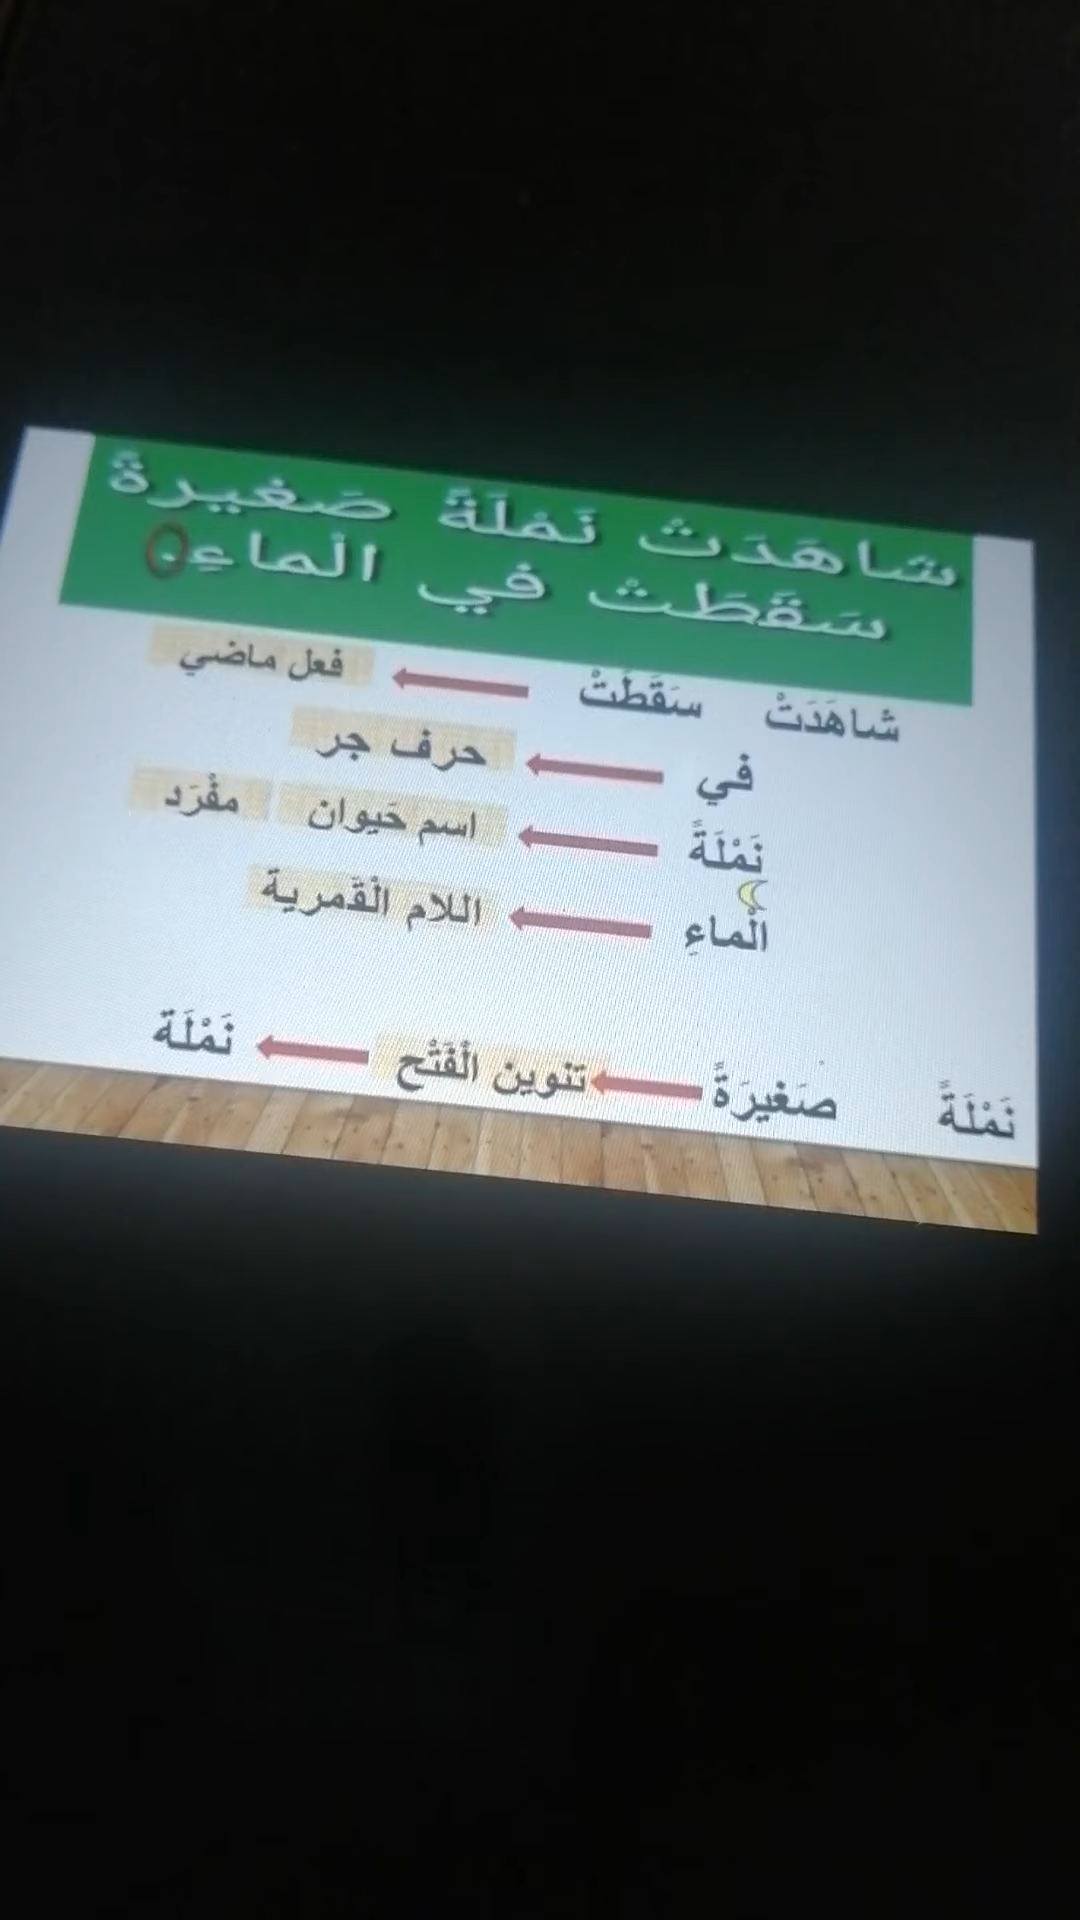 شاهَدَتْ نَمْلَةً صَغيرةً
سَقَطَتْ في الْماءِ.
شاهَدَتْ سَقَطَتْ فعل ماضي
في حرف جر
نَمْلَةً اسم حَيوان مفْرَد
الْماءِ اللام الْقَمرية
نَمْلَةً صَغيرَةً تَنوين الْفَتْح نَمْلَة